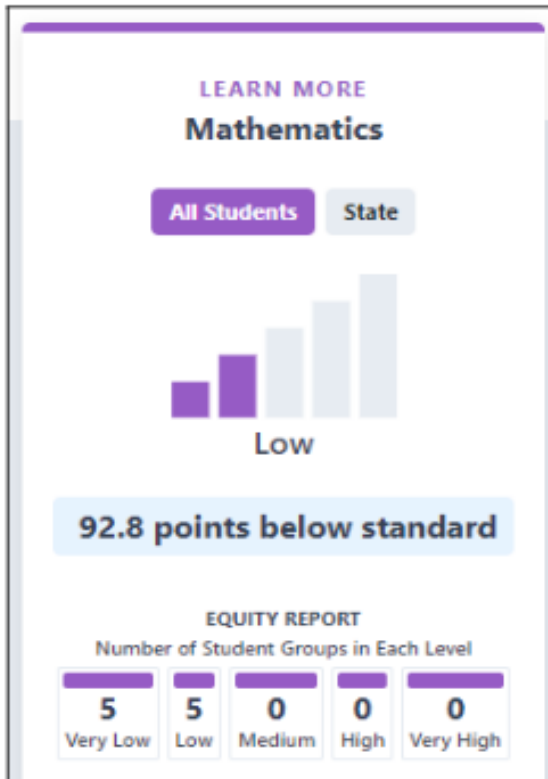 LEARN MORE
Mathematics
All Students State
Low
92.8 points below standard
EQUITY REPORT
Number of Student Groups in Each Level
5 5 0 0 0
Very Low Low Medium High Very High